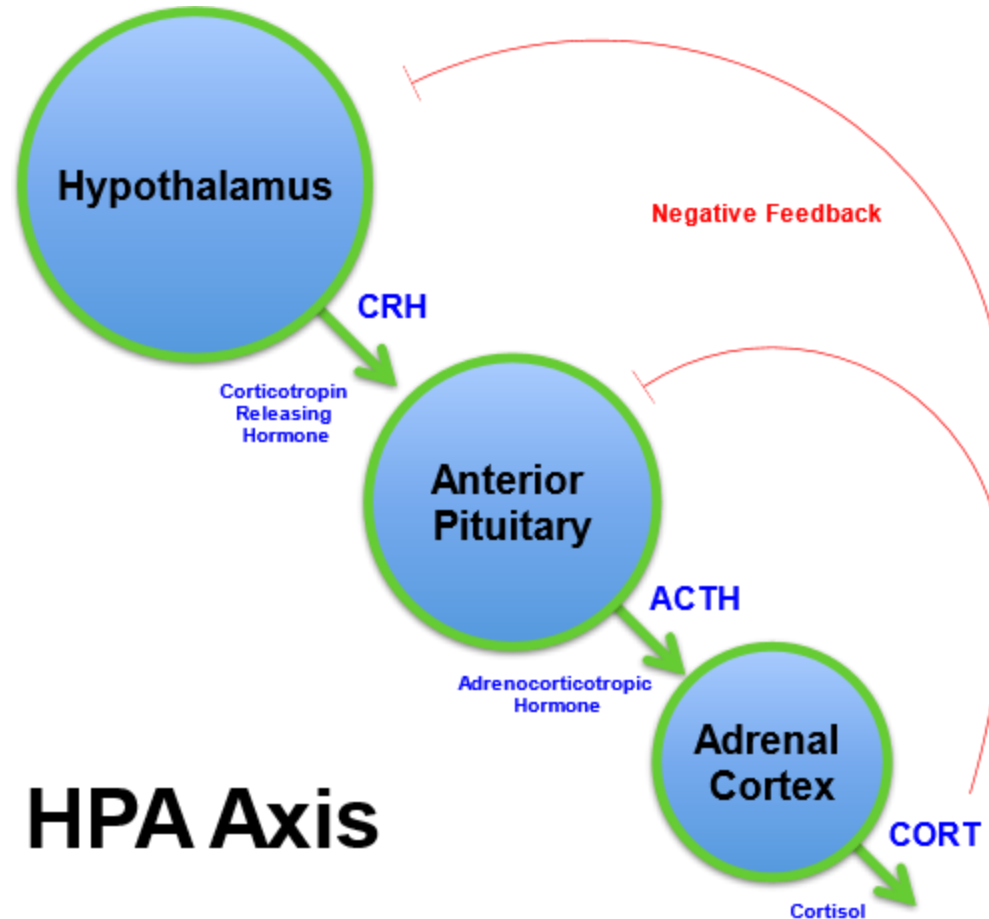 Hypothalamus
Negative Feedback
CRH
Corticotropin
Releasing
Hormone
Anterior
Pituitary
ACTH
Adrenocorticotropic
Hormone
Adrenal
Cortex
HPA Axis
CORT
Cortisol